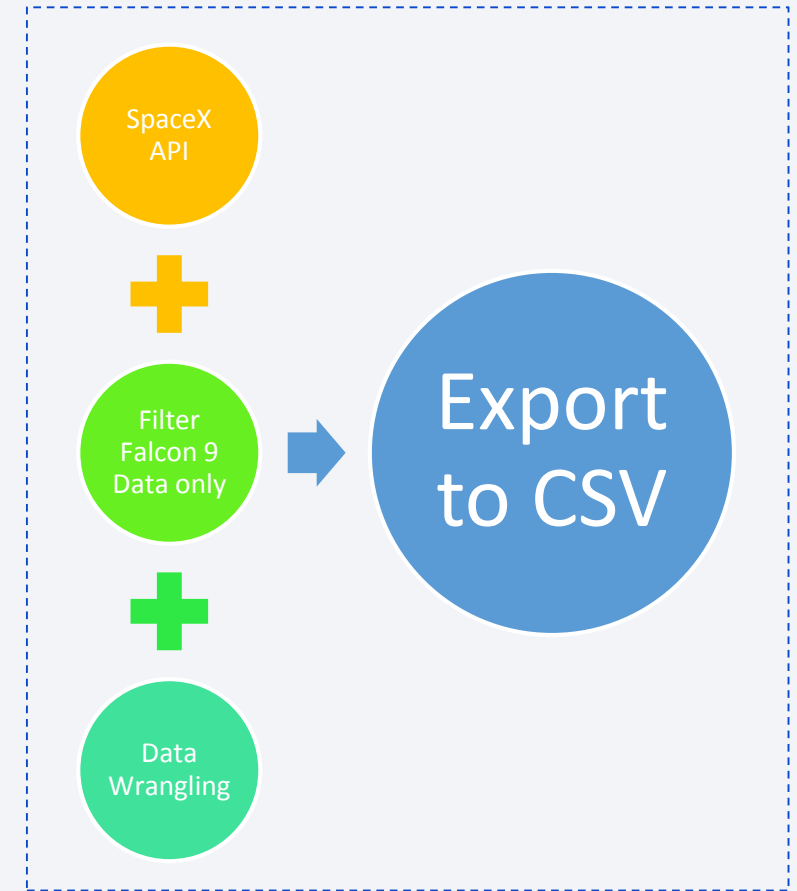 SpaceX
API
Filter
Falcon 9
Data only
Data
Wrangling
Export
to CSV